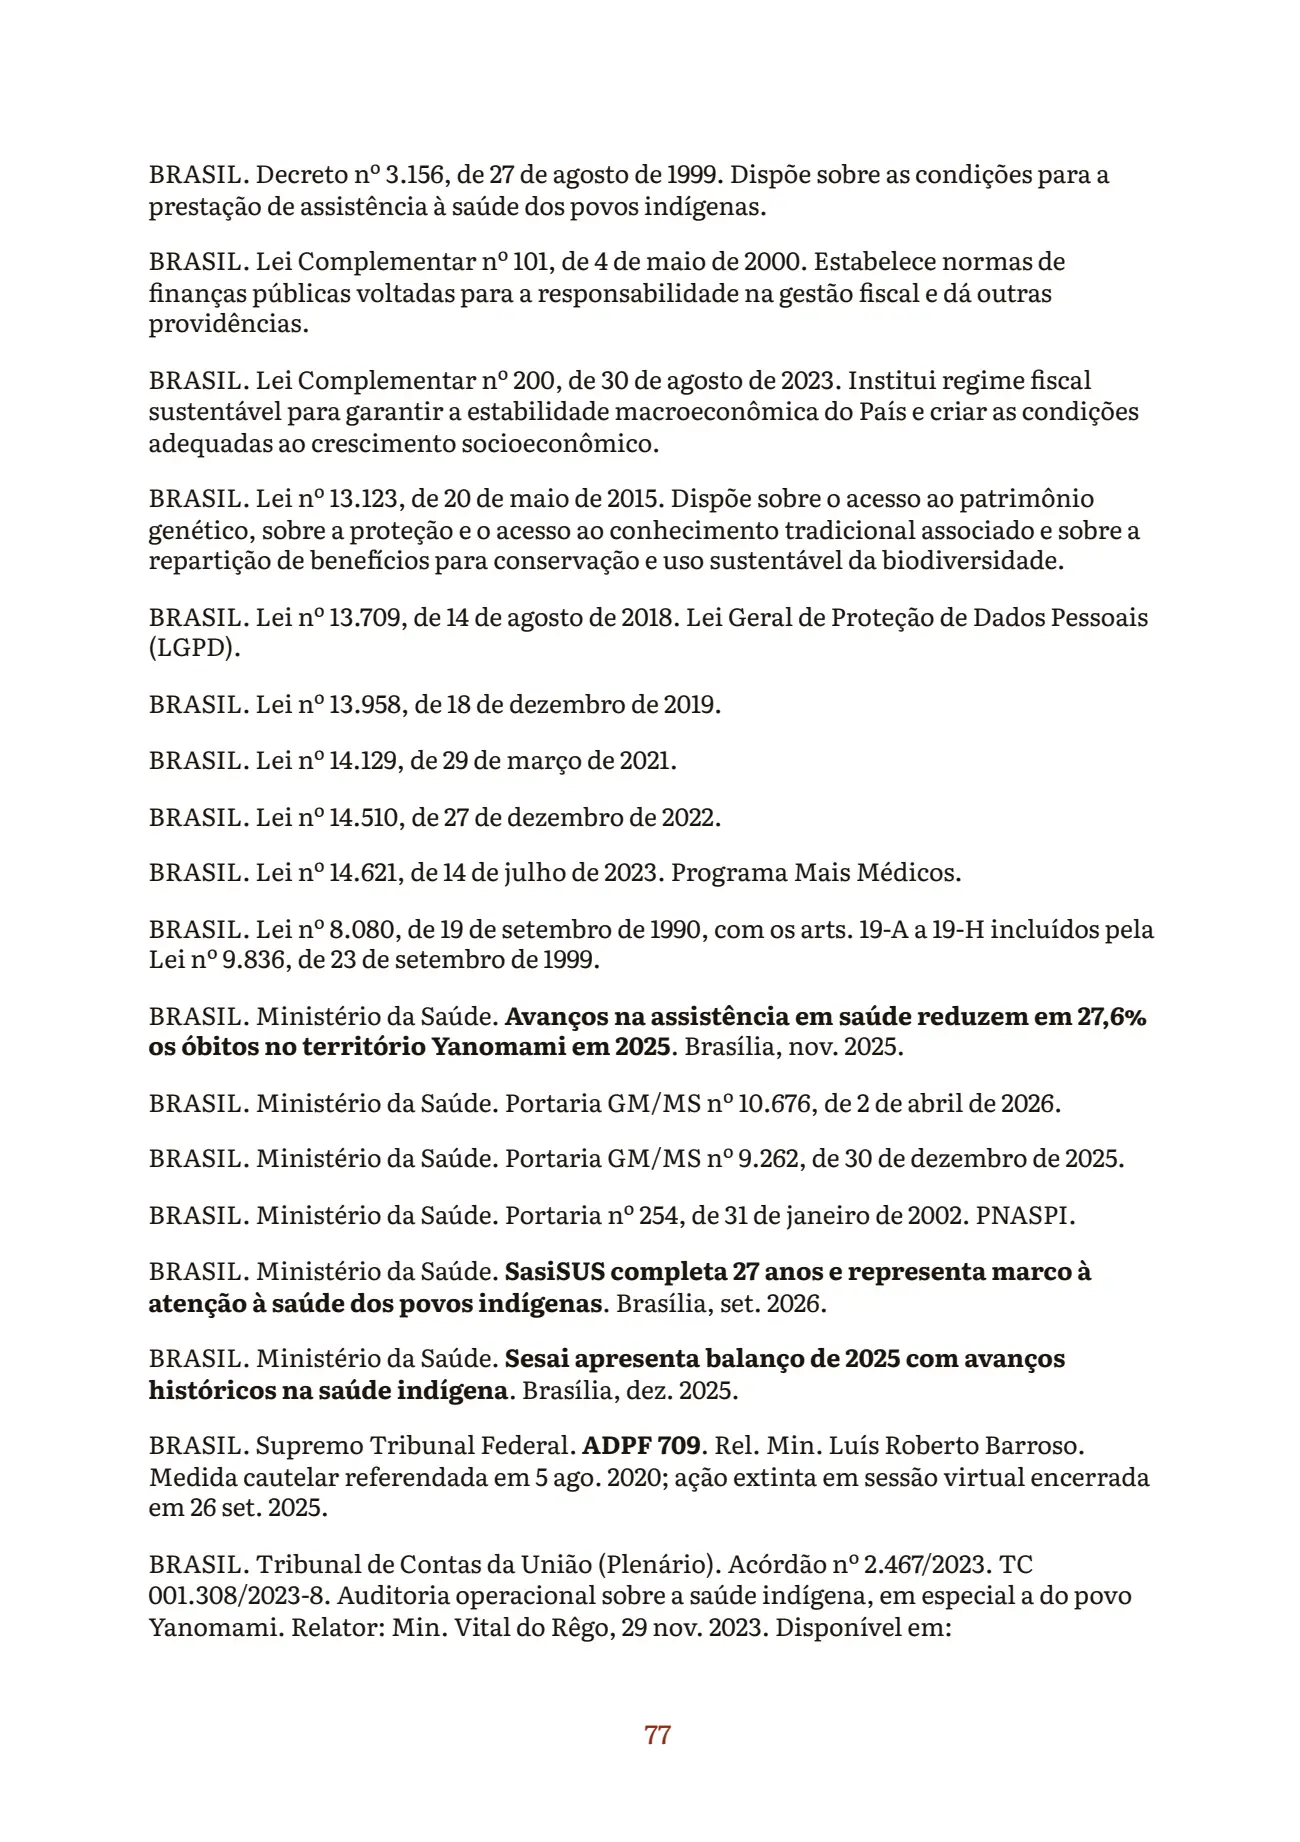 BRASIL. Decreto nº 3.156, de 27 de agosto de 1999. Dispõe sobre as condições para a
prestação de assistência à saúde dos povos indígenas.
BRASIL. Lei Complementar nº 101, de 4 de maio de 2000. Estabelece normas de
finanças públicas voltadas para a responsabilidade na gestão fiscal e dá outras
providências.
BRASIL. Lei Complementar nº 200, de 30 de agosto de 2023. Institui regime fiscal
sustentável para garantir a estabilidade macroeconômica do País e criar as condições
adequadas ao crescimento socioeconômico.
BRASIL. Lei nº 13.123, de 20 de maio de 2015. Dispõe sobre o acesso ao patrimônio
genético, sobre a proteção e o acesso ao conhecimento tradicional associado e sobre a
repartição de benefícios para conservação e uso sustentável da biodiversidade.
BRASIL. Lei nº 13.709, de 14 de agosto de 2018. Lei Geral de Proteção de Dados Pessoais
(LGPD).
BRASIL. Lei nº 13.958, de 18 de dezembro de 2019.
BRASIL. Lei nº 14.129, de 29 de março de 2021.
BRASIL. Lei nº 14.510, de 27 de dezembro de 2022.
BRASIL. Lei nº 14.621, de 14 de julho de 2023. Programa Mais Médicos.
BRASIL. Lei nº 8.080, de 19 de setembro de 1990, com os arts. 19-A a 19-H incluídos pela
Lei nº 9.836, de 23 de setembro de 1999.
BRASIL. Ministério da Saúde. Avanços na assistência em saúde reduzem em 27,6%
os óbitos no território Yanomami em 2025. Brasília, nov. 2025.
BRASIL. Ministério da Saúde. Portaria GM/MS nº 10.676, de 2 de abril de 2026.
BRASIL. Ministério da Saúde. Portaria GM/MS nº 9.262, de 30 de dezembro de 2025.
BRASIL. Ministério da Saúde. Portaria nº 254, de 31 de janeiro de 2002. PNASPI.
BRASIL. Ministério da Saúde. SasiSUS completa 27 anos e representa marco à
atenção à saúde dos povos indígenas. Brasília, set. 2026.
BRASIL. Ministério da Saúde. Sesai apresenta balanço de 2025 com avanços
históricos na saúde indígena. Brasília, dez. 2025.
BRASIL. Supremo Tribunal Federal. ADPF 709. Rel. Min. Luís Roberto Barroso.
Medida cautelar referendada em 5 ago. 2020; ação extinta em sessão virtual encerrada
em 26 set. 2025.
BRASIL. Tribunal de Contas da União (Plenário). Acórdão nº 2.467/2023. TC
001.308/2023-8. Auditoria operacional sobre a saúde indígena, em especial a do povo
Yanomami. Relator: Min. Vital do Rêgo, 29 nov. 2023. Disponível em:
77